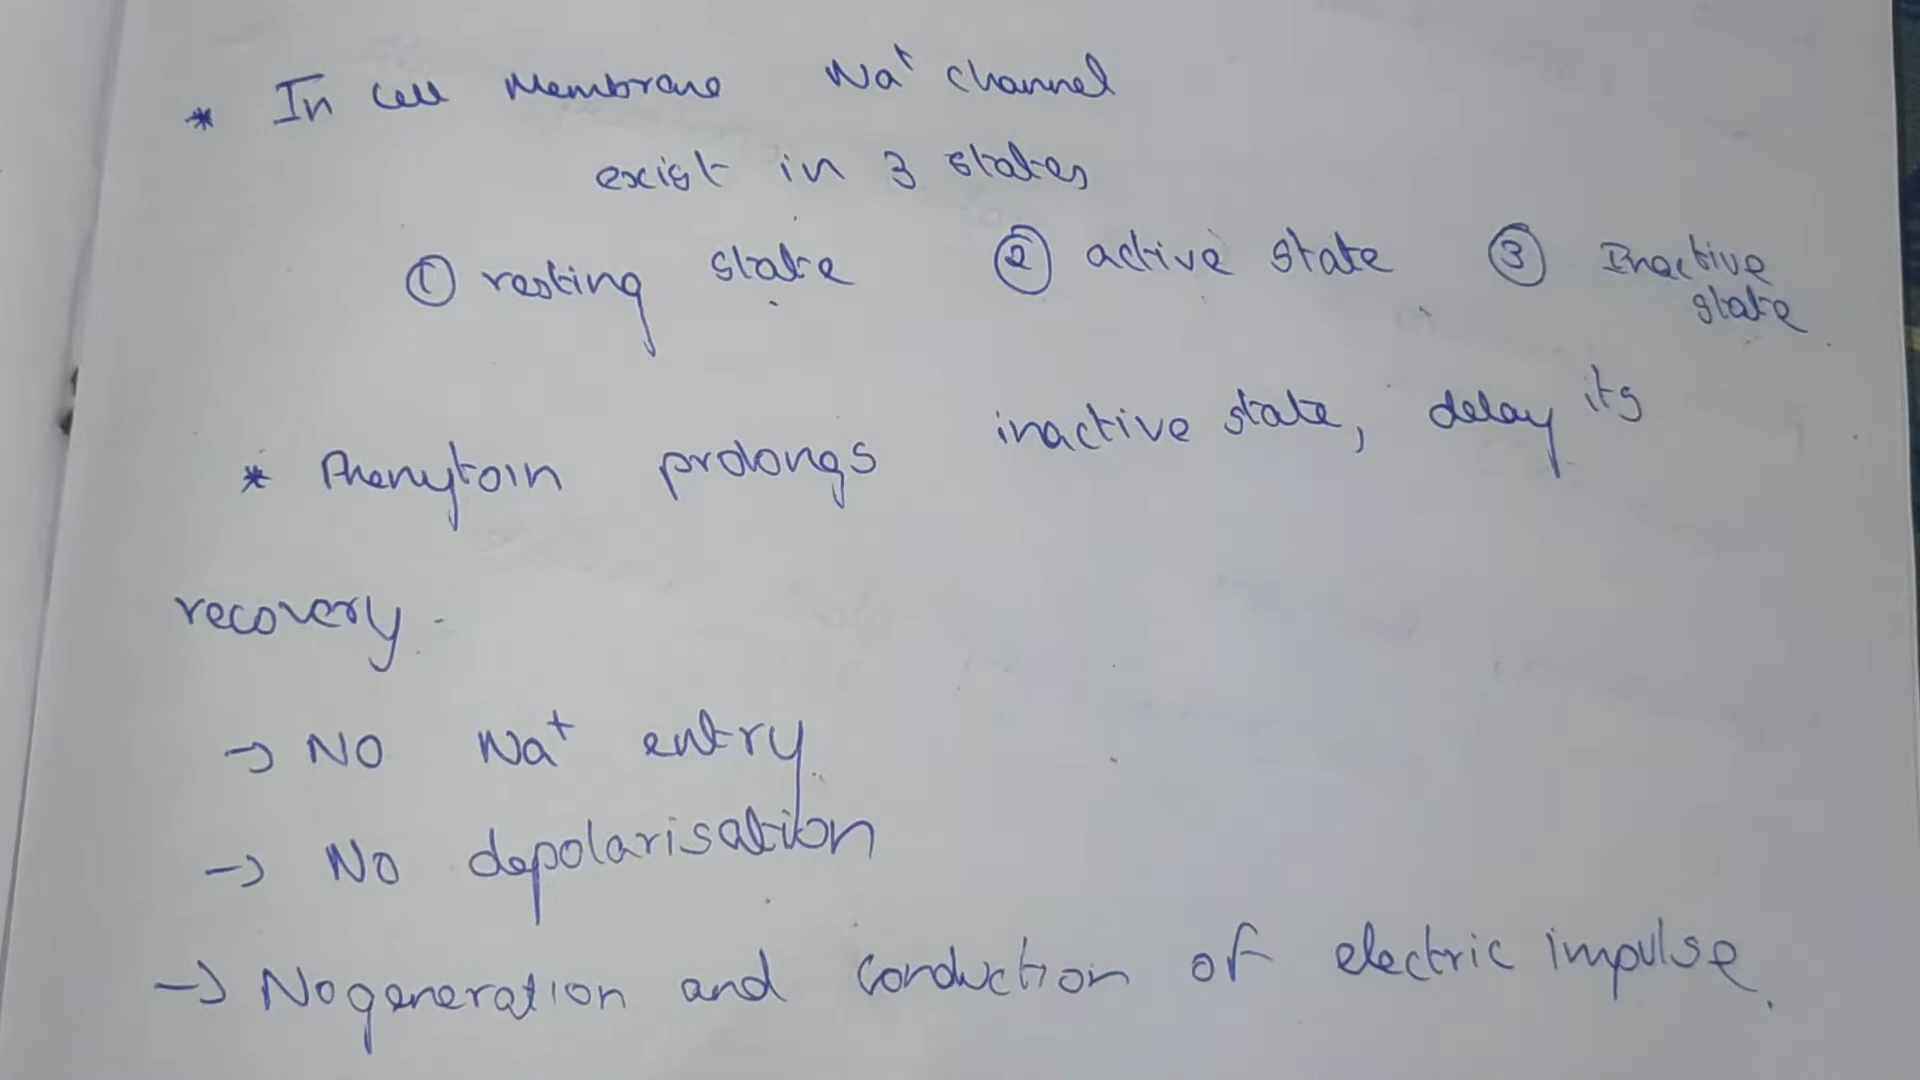 * In cell Membrane Na+ channel
exist in 3 states
① resting state ② active state ③ Inactive
state
* Phenytoin prolongs inactive state, delay its
recovery.
→ NO Na+ entry
→ No depolarisation
→ No generation and conduction of electric impulse.